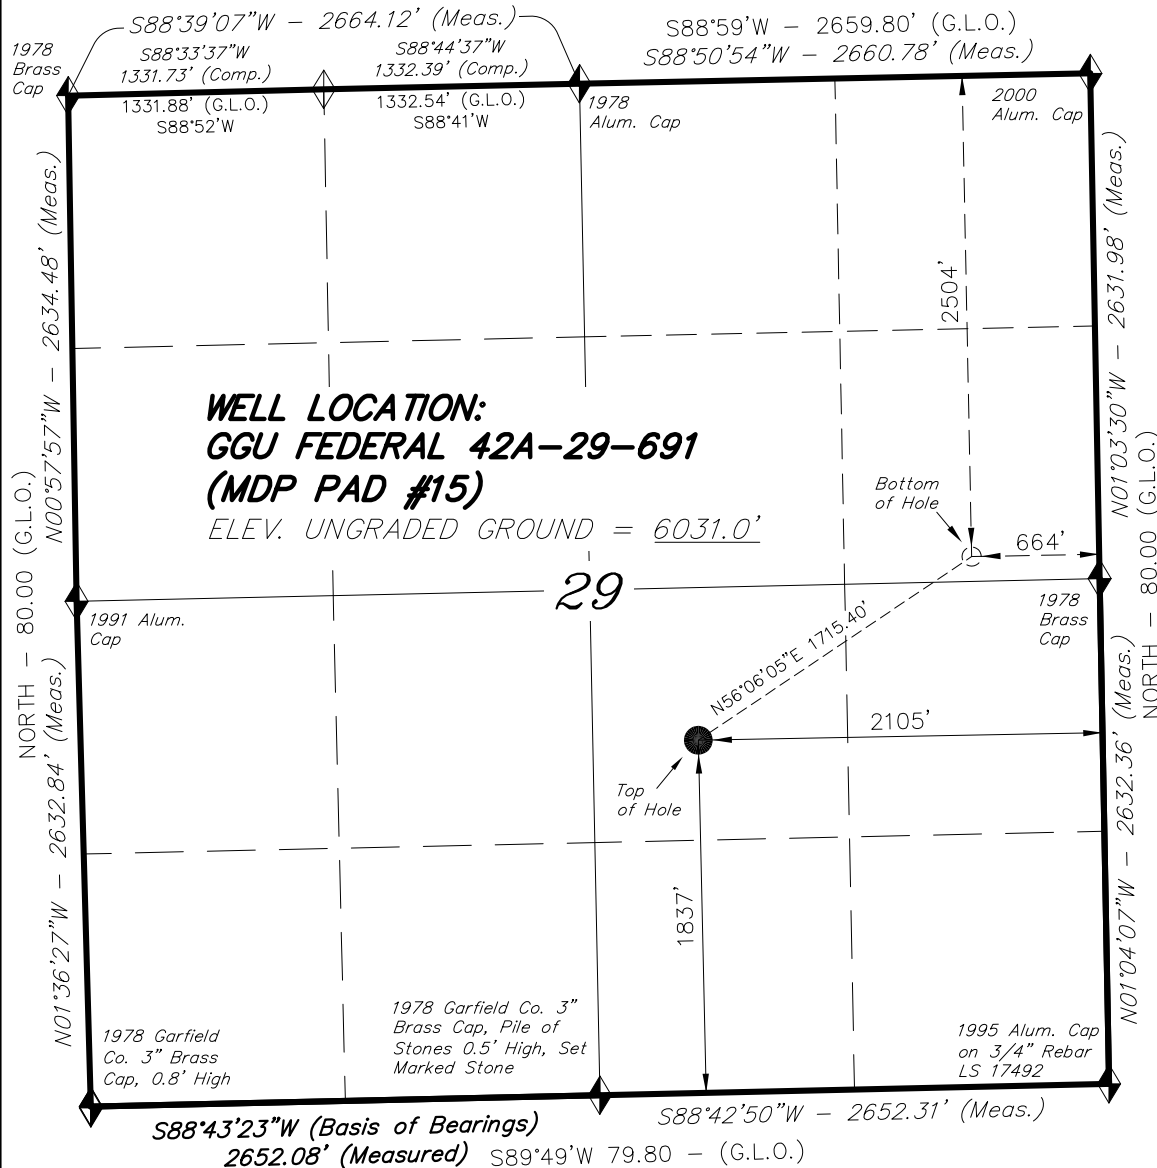 S88°39'07"W - 2664.12' (Meas.)
S88°59'W - 2659.80' (G.L.O.)
S88°50'54"W - 2660.78' (Meas.)
1978
Brass
Cap
S88°33'37"W
1331.73' (Comp.)
S88°44'37"W
1332.39' (Comp.)
1331.88' (G.L.O.)
S88°52'W
1332.54' (G.L.O.)
S88°41'W
1978
Alum. Cap
2000
Alum. Cap
N00°57'57"W - 2634.48' (Meas.)
N01°03'30"W - 2631.98' (Meas.)
2504'
WELL LOCATION:
GGU FEDERAL 42A-29-691
(MDP PAD #15)
ELEV. UNGRADED GROUND = 6031.0'
Bottom
of Hole
664'
NORTH - 80.00 (G.L.O.)
NORTH - 80.00 (G.L.O.)
29
1991 Alum.
Cap
1978
Brass
Cap
N56°06'05"E 1715.40'
2105'
Top
of Hole
1837'
N01°36'27"W - 2632.84' (Meas.)
N01°04'07"W - 2632.36' (Meas.)
1978 Garfield
Co. 3" Brass
Cap, 0.8' High
1978 Garfield Co. 3"
Brass Cap, Pile of
Stones 0.5' High, Set
Marked Stone
1995 Alum. Cap
on 3/4" Rebar
LS 17492
S88°43'23"W (Basis of Bearings)
2652.08' (Measured)
S88°42'50"W - 2652.31' (Meas.)
S89°49'W 79.80 - (G.L.O.)